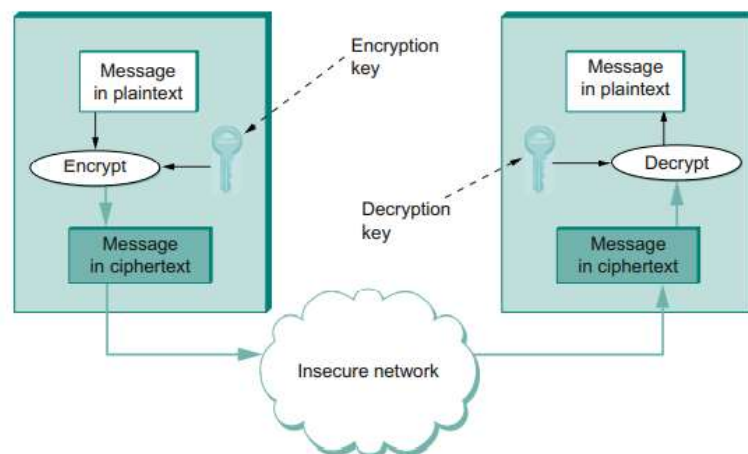 Message
in plaintext
Encrypt
Message
in ciphertext
Encryption
key
Decryption
key
Insecure network
Message
in plaintext
Decrypt
Message
in ciphertext